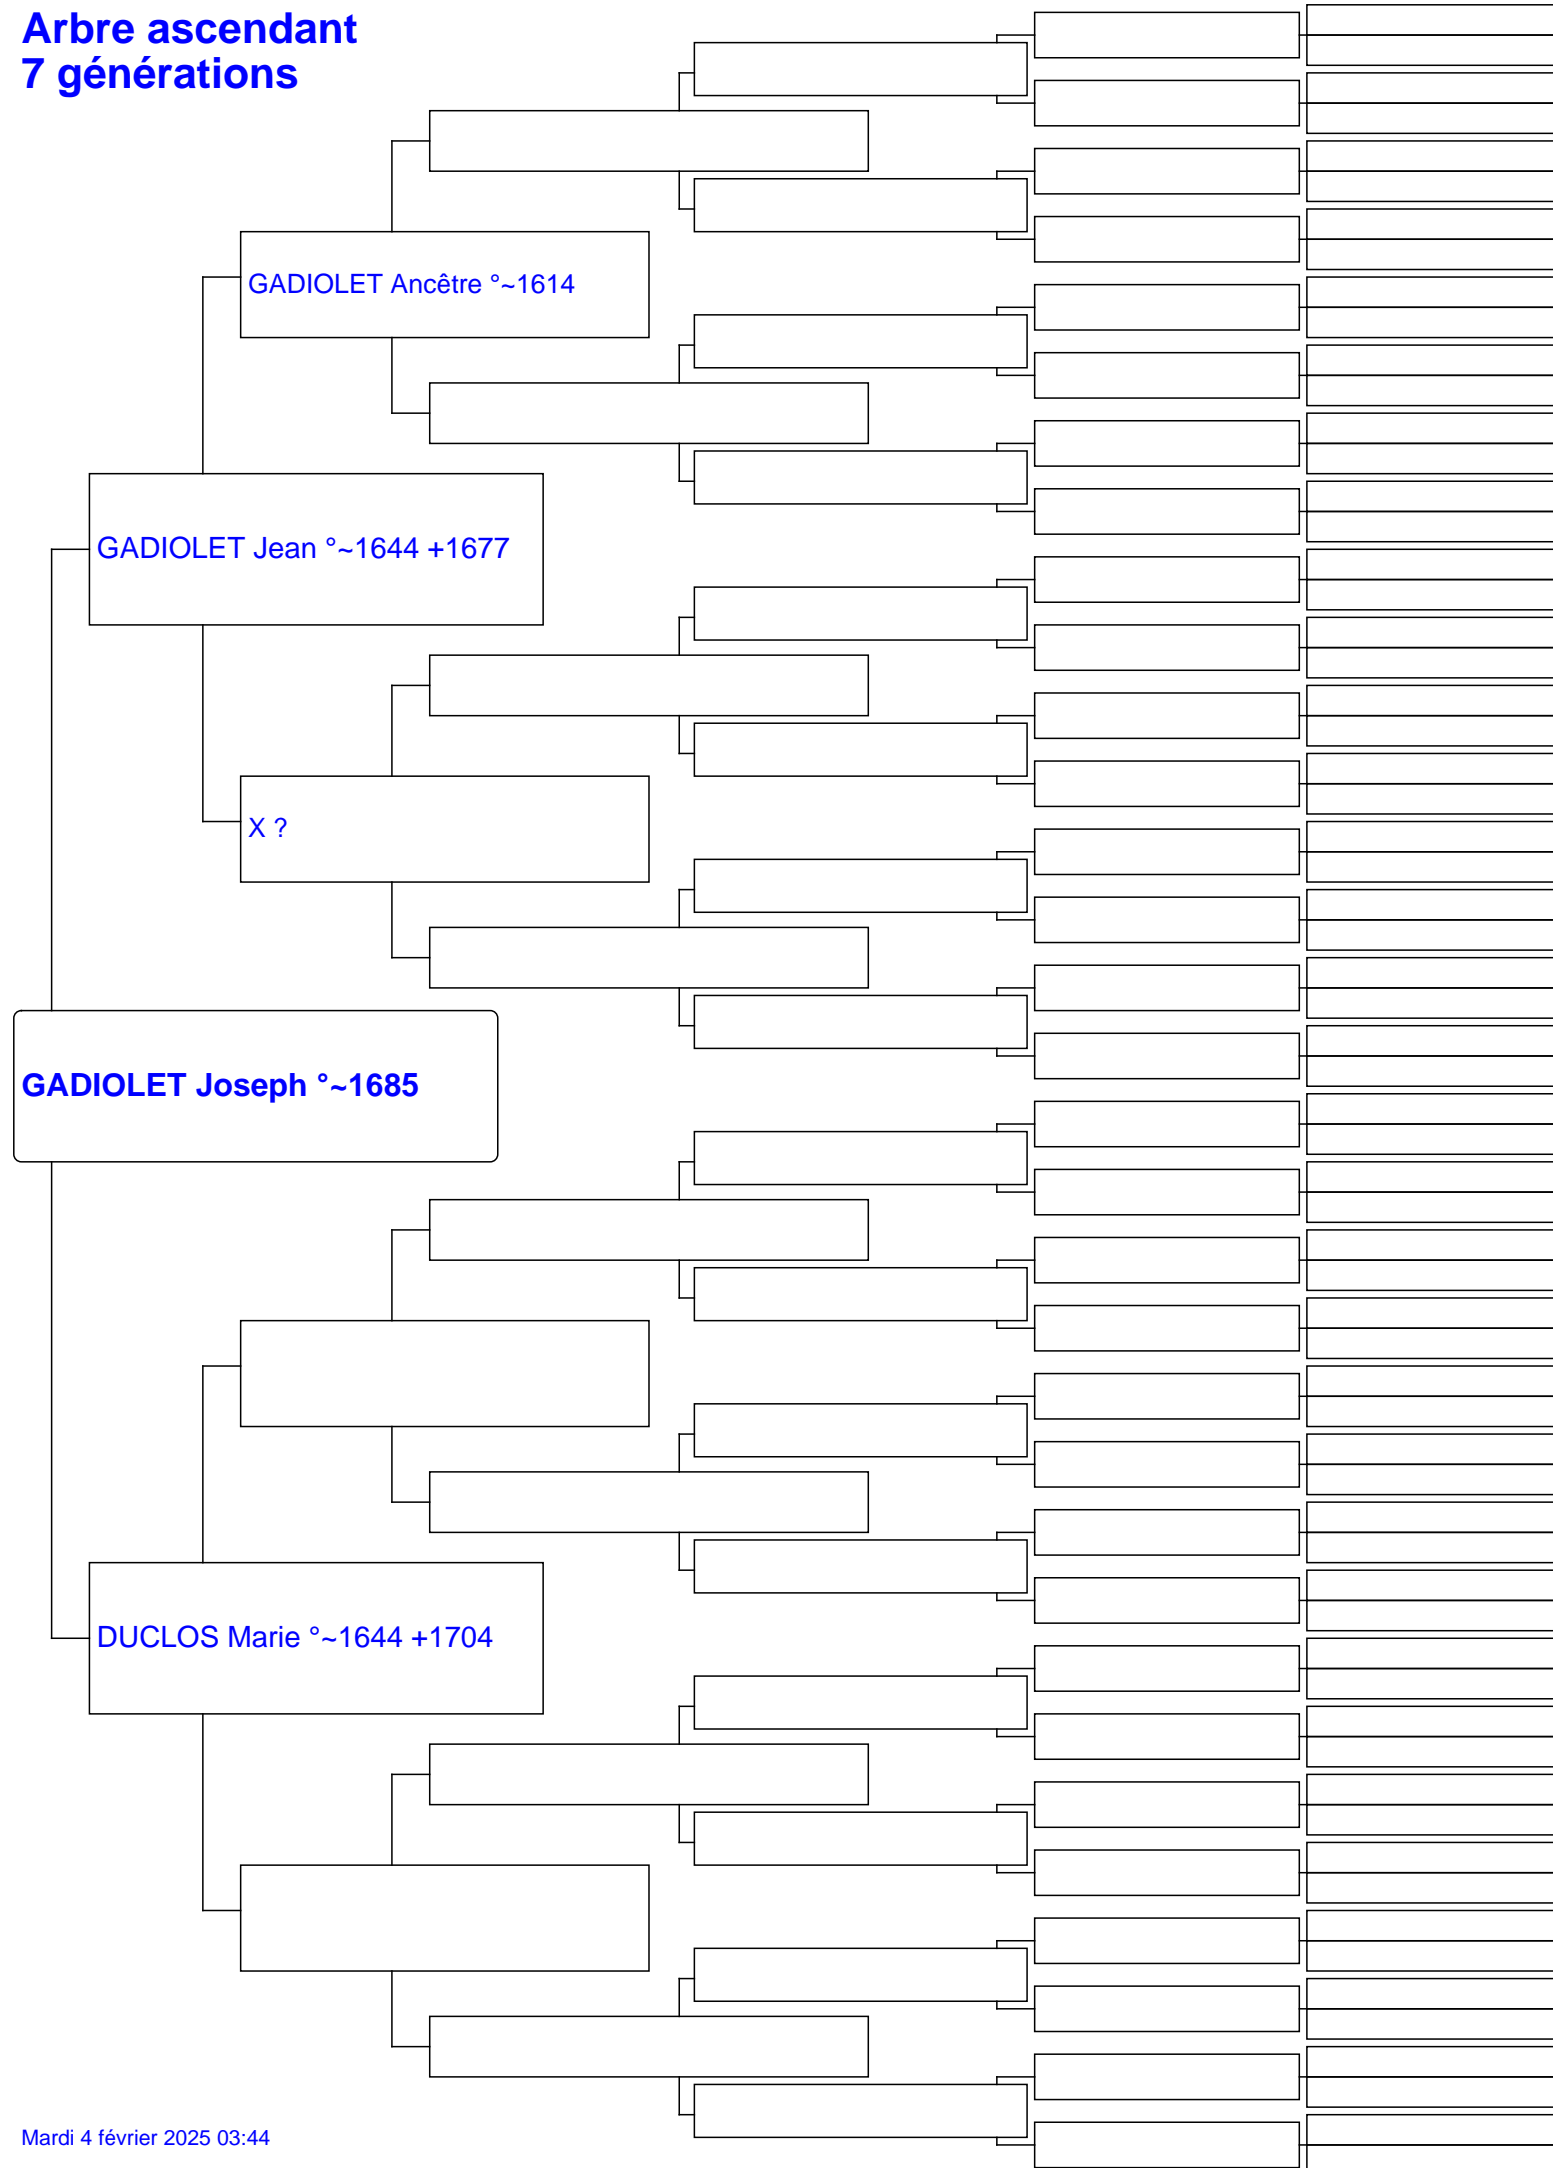 Arbre ascendant
7 générations
GADIOLET Ancêtre °~1614
GADIOLET Jean °~1644 +1677
X ?
GADIOLET Joseph °~1685
DUCLOS Marie °~1644 +1704
Mardi 4 février 2025 03:44